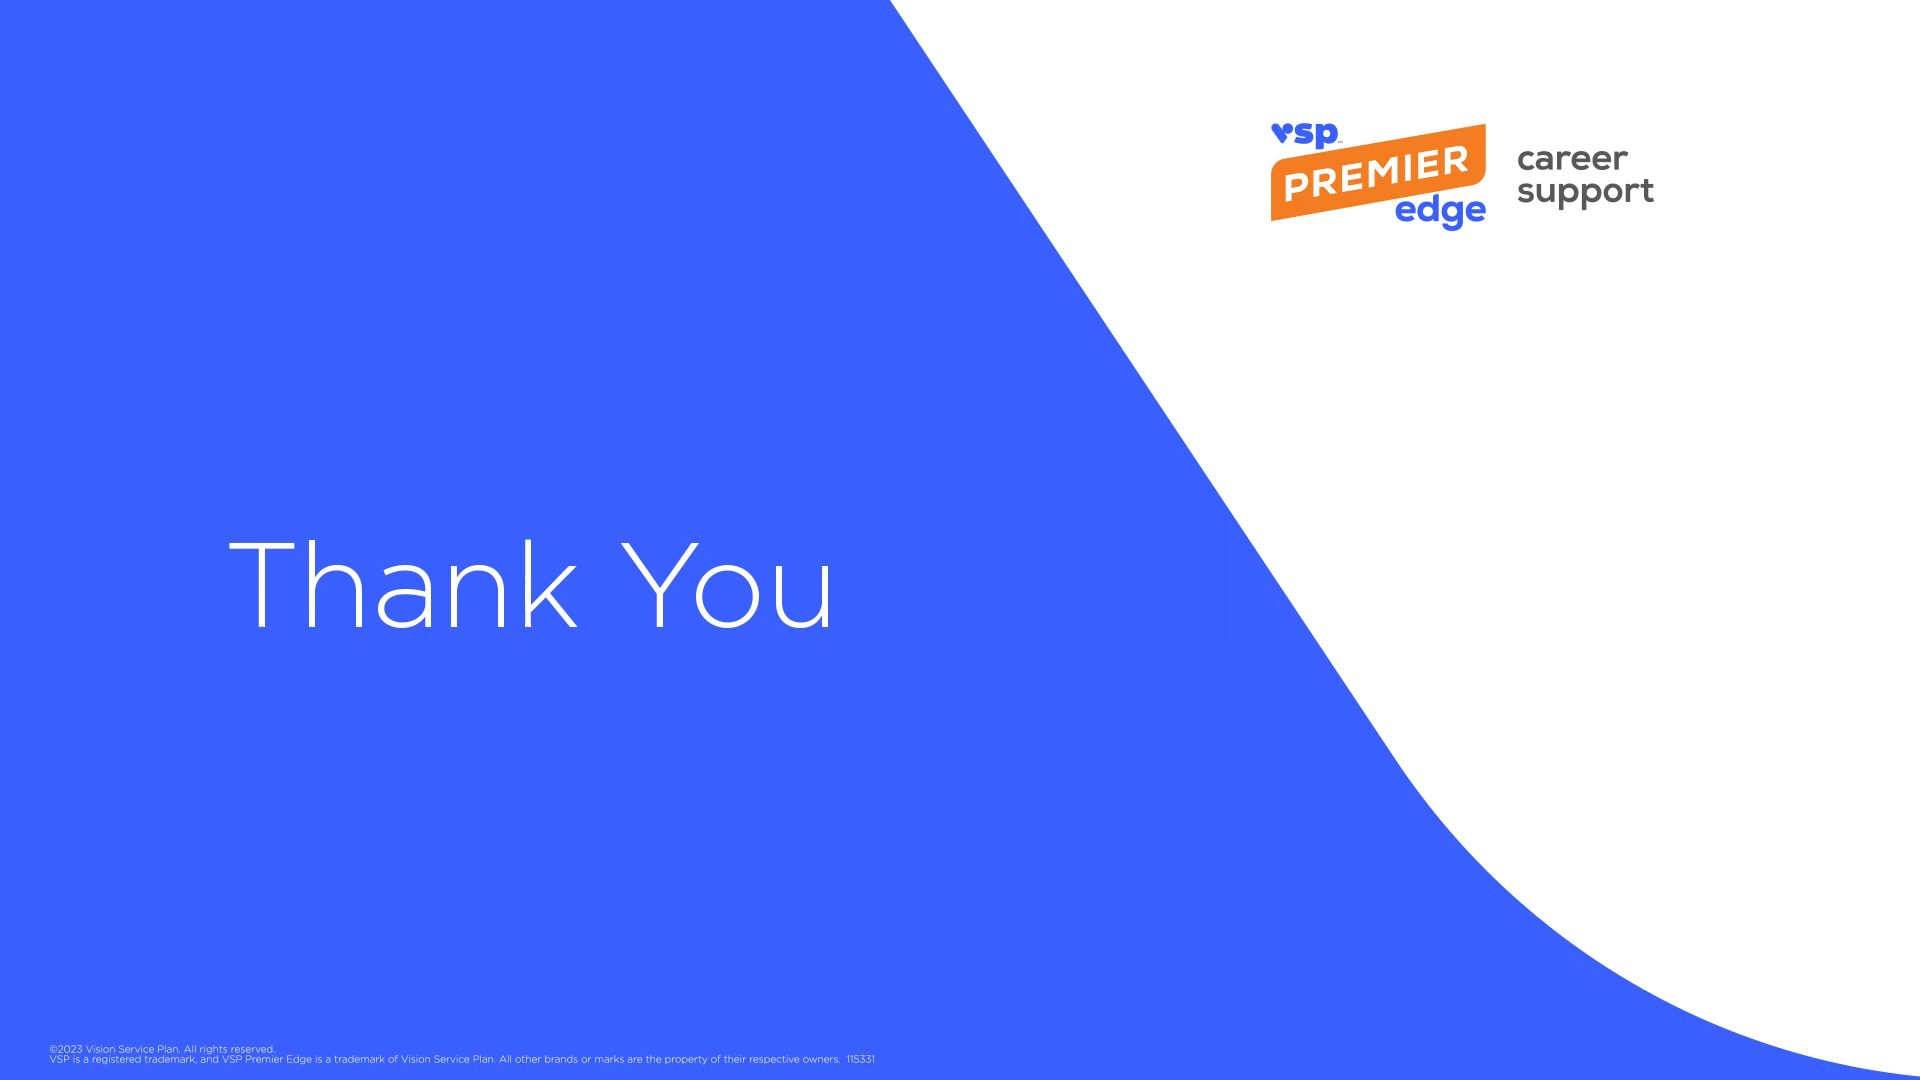 vsp™
PREMIER
edge
career
support
Thank You
©2023 Vision Service Plan. All rights reserved.
VSP is a registered trademark, and VSP Premier Edge is a trademark of Vision Service Plan. All other brands or marks are the property of their respective owners. 115331